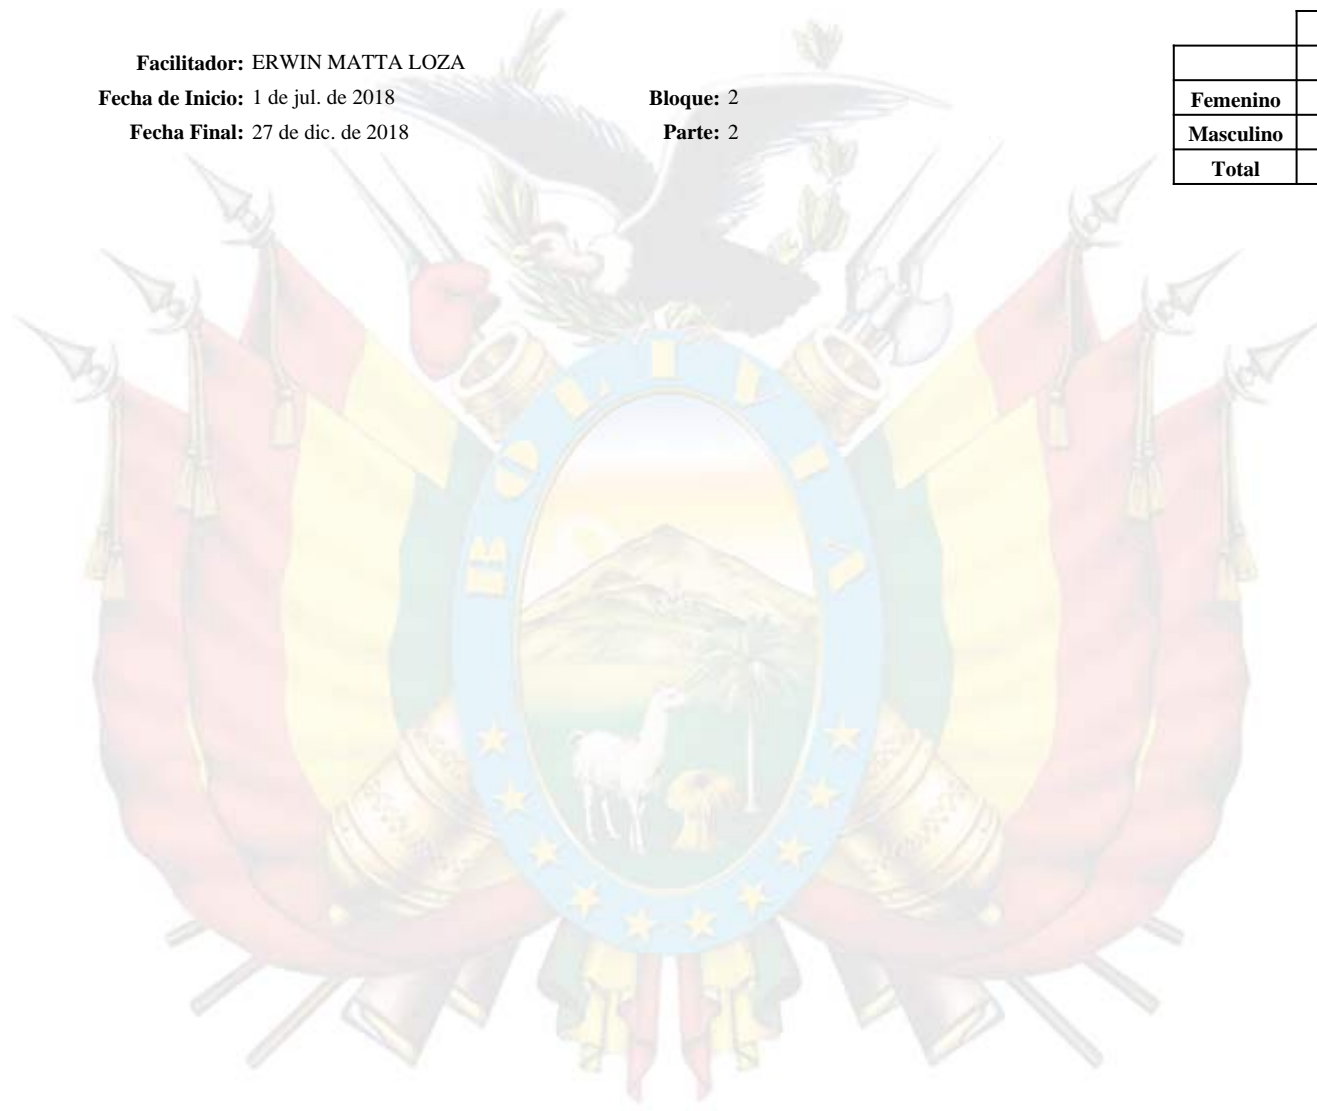 Facilitador: ERWIN MATTA LOZA
Fecha de Inicio: 1 de jul. de 2018 Bloque: 2
Fecha Final: 27 de dic. de 2018 Parte: 2
Femenino
Masculino
Total
BOLIVIA